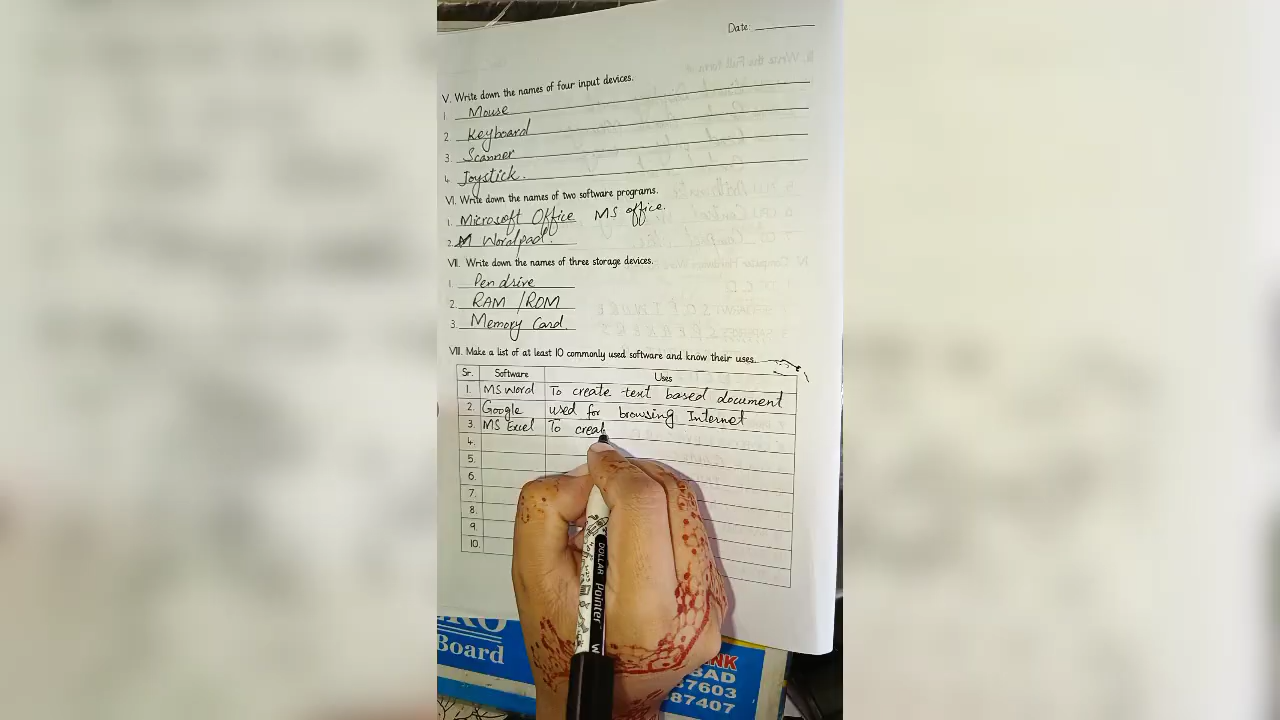 Date:
V. Write down the names of four input devices.
1. Mouse
2. Keyboard
3. Scanner
4. Joystick.
VI. Write down the names of two software programs.
1. Microsoft Office MS office.
2. M Wordpad.
VII. Write down the names of three storage devices.
1. Pen drive
2. RAM / ROM
3. Memory Card.
VIII. Make a list of at least 10 commonly used software and know their uses.
Sr. Software Uses
1. MS Word To create text based document
2. Google used for browsing Internet
3. MS Excel To creat
4.
5.
6.
7.
8.
9.
10.
DOLLAR Pointer
Board
INK
BAD
87603
87407